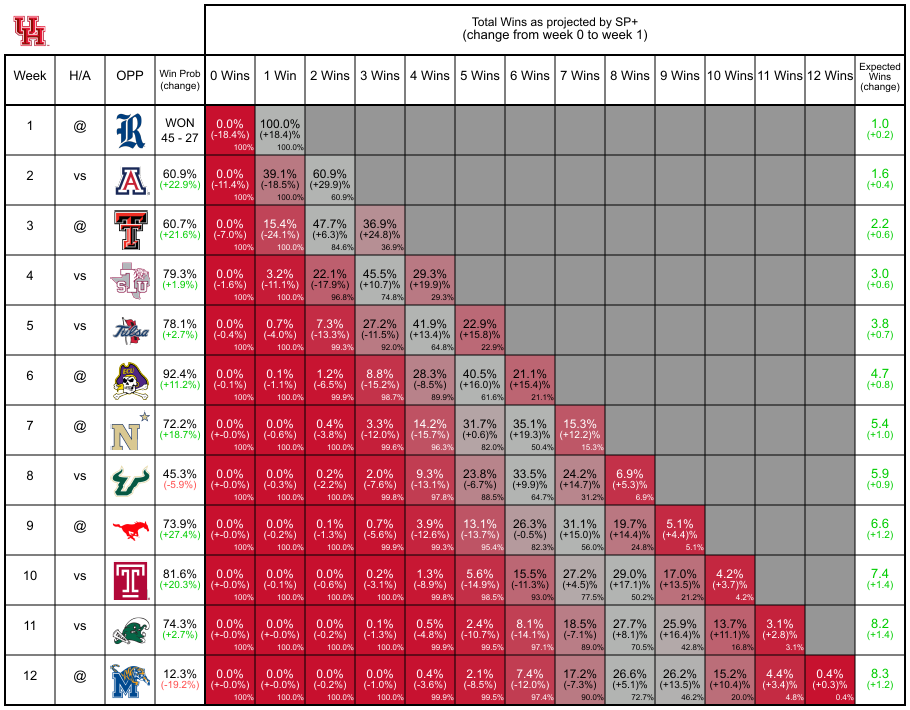 Total Wins as projected by SP+
(change from week 0 to week 1)
Week H/A OPP Win Prob (change) 0 Wins 1 Win 2 Wins 3 Wins 4 Wins 5 Wins 6 Wins 7 Wins 8 Wins 9 Wins 10 Wins 11 Wins 12 Wins Expected Wins (change)
1 @ R WON 0.0% 100.0% 1.0
45 - 27 (-18.4%) (+18.4)% (+0.2)
100% 100.0%
2 vs A 60.9% 0.0% 39.1% 60.9% 1.6
(+22.9%) (-11.4%) (-18.5%) (+29.9)% (+0.4)
100% 100.0% 60.9%
3 @ T 60.7% 0.0% 15.4% 47.7% 36.9% 2.2
(+21.6%) (-7.0%) (-24.1%) (+6.3)% (+24.8)% (+0.6)
100% 100.0% 84.6% 36.9%
4 vs 79.3% 0.0% 3.2% 22.1% 45.5% 29.3% 3.0
(+1.9%) (-1.6%) (-11.1%) (-17.9%) (+10.7)% (+19.9)% (+0.6)
100% 100.0% 96.8% 74.8% 29.3%
5 vs Tulsa 78.1% 0.0% 0.7% 7.3% 27.2% 41.9% 22.9% 3.8
(+2.7%) (-0.4%) (-4.0%) (-13.3%) (-11.5%) (+13.4)% (+15.8)% (+0.7)
100% 100.0% 99.3% 92.0% 64.8% 22.9%
6 @ ECU 92.4% 0.0% 0.1% 1.2% 8.8% 28.3% 40.5% 21.1% 4.7
(+11.2%) (-0.1%) (-1.1%) (-6.5%) (-15.2%) (-8.5%) (+16.0)% (+15.4)% (+0.8)
100% 100.0% 99.9% 98.7% 89.9% 61.6% 21.1%
7 @ N 72.2% 0.0% 0.0% 0.4% 3.3% 14.2% 31.7% 35.1% 15.3% 5.4
(+18.7%) (+-0.0%) (-0.6%) (-3.8%) (-12.0%) (-15.7%) (+0.6)% (+19.3)% (+12.2)% (+1.0)
100% 100.0% 100.0% 99.6% 96.3% 82.0% 50.4% 15.3%
8 vs 45.3% 0.0% 0.0% 0.2% 2.0% 9.3% 23.8% 33.5% 24.2% 6.9% 5.9
(-5.9%) (+-0.0%) (-0.3%) (-2.2%) (-7.6%) (-13.1%) (-6.7%) (+9.9)% (+14.7)% (+5.3)% (+0.9)
100% 100.0% 100.0% 99.8% 97.8% 88.5% 64.7% 31.2% 6.9%
9 @ 73.9% 0.0% 0.0% 0.1% 0.7% 3.9% 13.1% 26.3% 31.1% 19.7% 5.1% 6.6
(+27.4%) (+-0.0%) (-0.2%) (-1.3%) (-5.6%) (-12.6%) (-13.7%) (-0.5%) (+15.0)% (+14.4)% (+4.4)% (+1.2)
100% 100.0% 100.0% 99.9% 99.3% 95.4% 82.3% 56.0% 24.8% 5.1%
10 vs T 81.6% 0.0% 0.0% 0.0% 0.2% 1.3% 5.6% 15.5% 27.2% 29.0% 17.0% 4.2% 7.4
(+20.3%) (+-0.0%) (-0.1%) (-0.6%) (-3.1%) (-8.9%) (-14.9%) (-11.3%) (+4.5)% (+17.1)% (+13.5)% (+3.7)% (+1.4)
100% 100.0% 100.0% 100.0% 99.8% 98.5% 93.0% 77.5% 50.2% 21.2% 4.2%
11 vs 74.3% 0.0% 0.0% 0.0% 0.1% 0.5% 2.4% 8.1% 18.5% 27.7% 25.9% 13.7% 3.1% 8.2
(+2.7%) (+-0.0%) (+-0.0%) (-0.2%) (-1.3%) (-4.8%) (-10.7%) (-14.1%) (-7.1%) (+8.1)% (+16.4)% (+11.1)% (+2.8)% (+1.4)
100% 100.0% 100.0% 100.0% 99.9% 99.5% 97.1% 89.0% 70.5% 42.8% 16.8% 3.1%
12 @ M 12.3% 0.0% 0.0% 0.0% 0.0% 0.4% 2.1% 7.4% 17.2% 26.6% 26.2% 15.2% 4.4% 0.4% 8.3
(-19.2%) (+-0.0%) (+-0.0%) (-0.2%) (-1.0%) (-3.6%) (-8.5%) (-12.0%) (-7.3%) (+5.1)% (+13.5)% (+10.4)% (+3.4)% (+0.3)% (+1.2)
100% 100.0% 100.0% 100.0% 99.9% 99.5% 97.4% 90.0% 72.7% 46.2% 20.0% 4.8% 0.4%